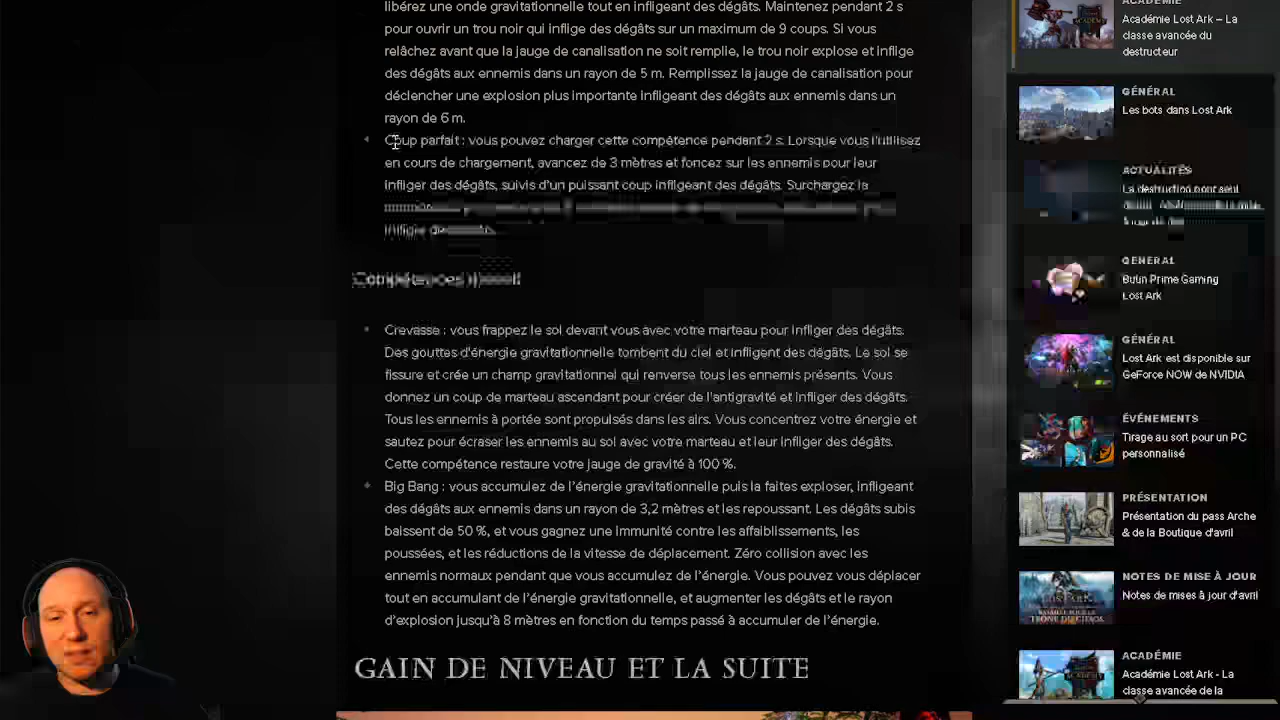 libérez une onde gravitationnelle tout en infligeant des dégâts. Maintenez pendant 2 s
pour ouvrir un trou noir qui inflige des dégâts sur un maximum de 9 coups. Si vous
relâchez avant que la jauge de canalisation ne soit remplie, le trou noir explose et inflige
des dégâts aux ennemis dans un rayon de 5 m. Remplissez la jauge de canalisation pour
déclencher une explosion plus importante infligeant des dégâts aux ennemis dans un
rayon de 6 m.
Coup parfait : vous pouvez charger cette compétence pendant 2 s. Lorsque vous l'utilisez
en cours de chargement, avancez de 3 mètres et foncez sur les ennemis pour leur
infliger des dégâts, suivis d'un puissant coup infligeant des dégâts. Surchargez la
Compétences
Crevasse : vous frappez le sol devant vous avec votre marteau pour infliger des dégâts.
Des gouttes d'énergie gravitationnelle tombent du ciel et infligent des dégâts. Le sol se
fissure et crée un champ gravitationnel qui renverse tous les ennemis présents. Vous
donnez un coup de marteau ascendant pour créer de l'antigravité et infliger des dégâts.
Tous les ennemis à portée sont propulsés dans les airs. Vous concentrez votre énergie et
sautez pour écraser les ennemis au sol avec votre marteau et leur infliger des dégâts.
Cette compétence restaure votre jauge de gravité à 100 %.
Big Bang : vous accumulez de l'énergie gravitationnelle puis la faites exploser, infligeant
des dégâts aux ennemis dans un rayon de 3,2 mètres et les repoussant. Les dégâts subis
baissent de 50 %, et vous gagnez une immunité contre les affaiblissements, les
poussées, et les réductions de la vitesse de déplacement. Zéro collision avec les
ennemis normaux pendant que vous accumulez de l'énergie. Vous pouvez vous déplacer
tout en accumulant de l'énergie gravitationnelle, et augmenter les dégâts et le rayon
d'explosion jusqu'à 8 mètres en fonction du temps passé à accumuler de l'énergie.
GAIN DE NIVEAU ET LA SUITE
ACADÉMIE
Académie Lost Ark – La
classe avancée du
destructeur
GÉNÉRAL
Les bots dans Lost Ark
ACTUALITÉS
La destruction pour seul
GÉNÉRAL
Butin Prime Gaming
Lost Ark
GÉNÉRAL
Lost Ark est disponible sur
GeForce NOW de NVIDIA
ÉVÉNEMENTS
Tirage au sort pour un PC
personnalisé
PRÉSENTATION
Présentation du pass Arche
& de la Boutique d'avril
NOTES DE MISE À JOUR
Notes de mises à jour d'avril
ACADÉMIE
Académie Lost Ark - La
classe avancée de la